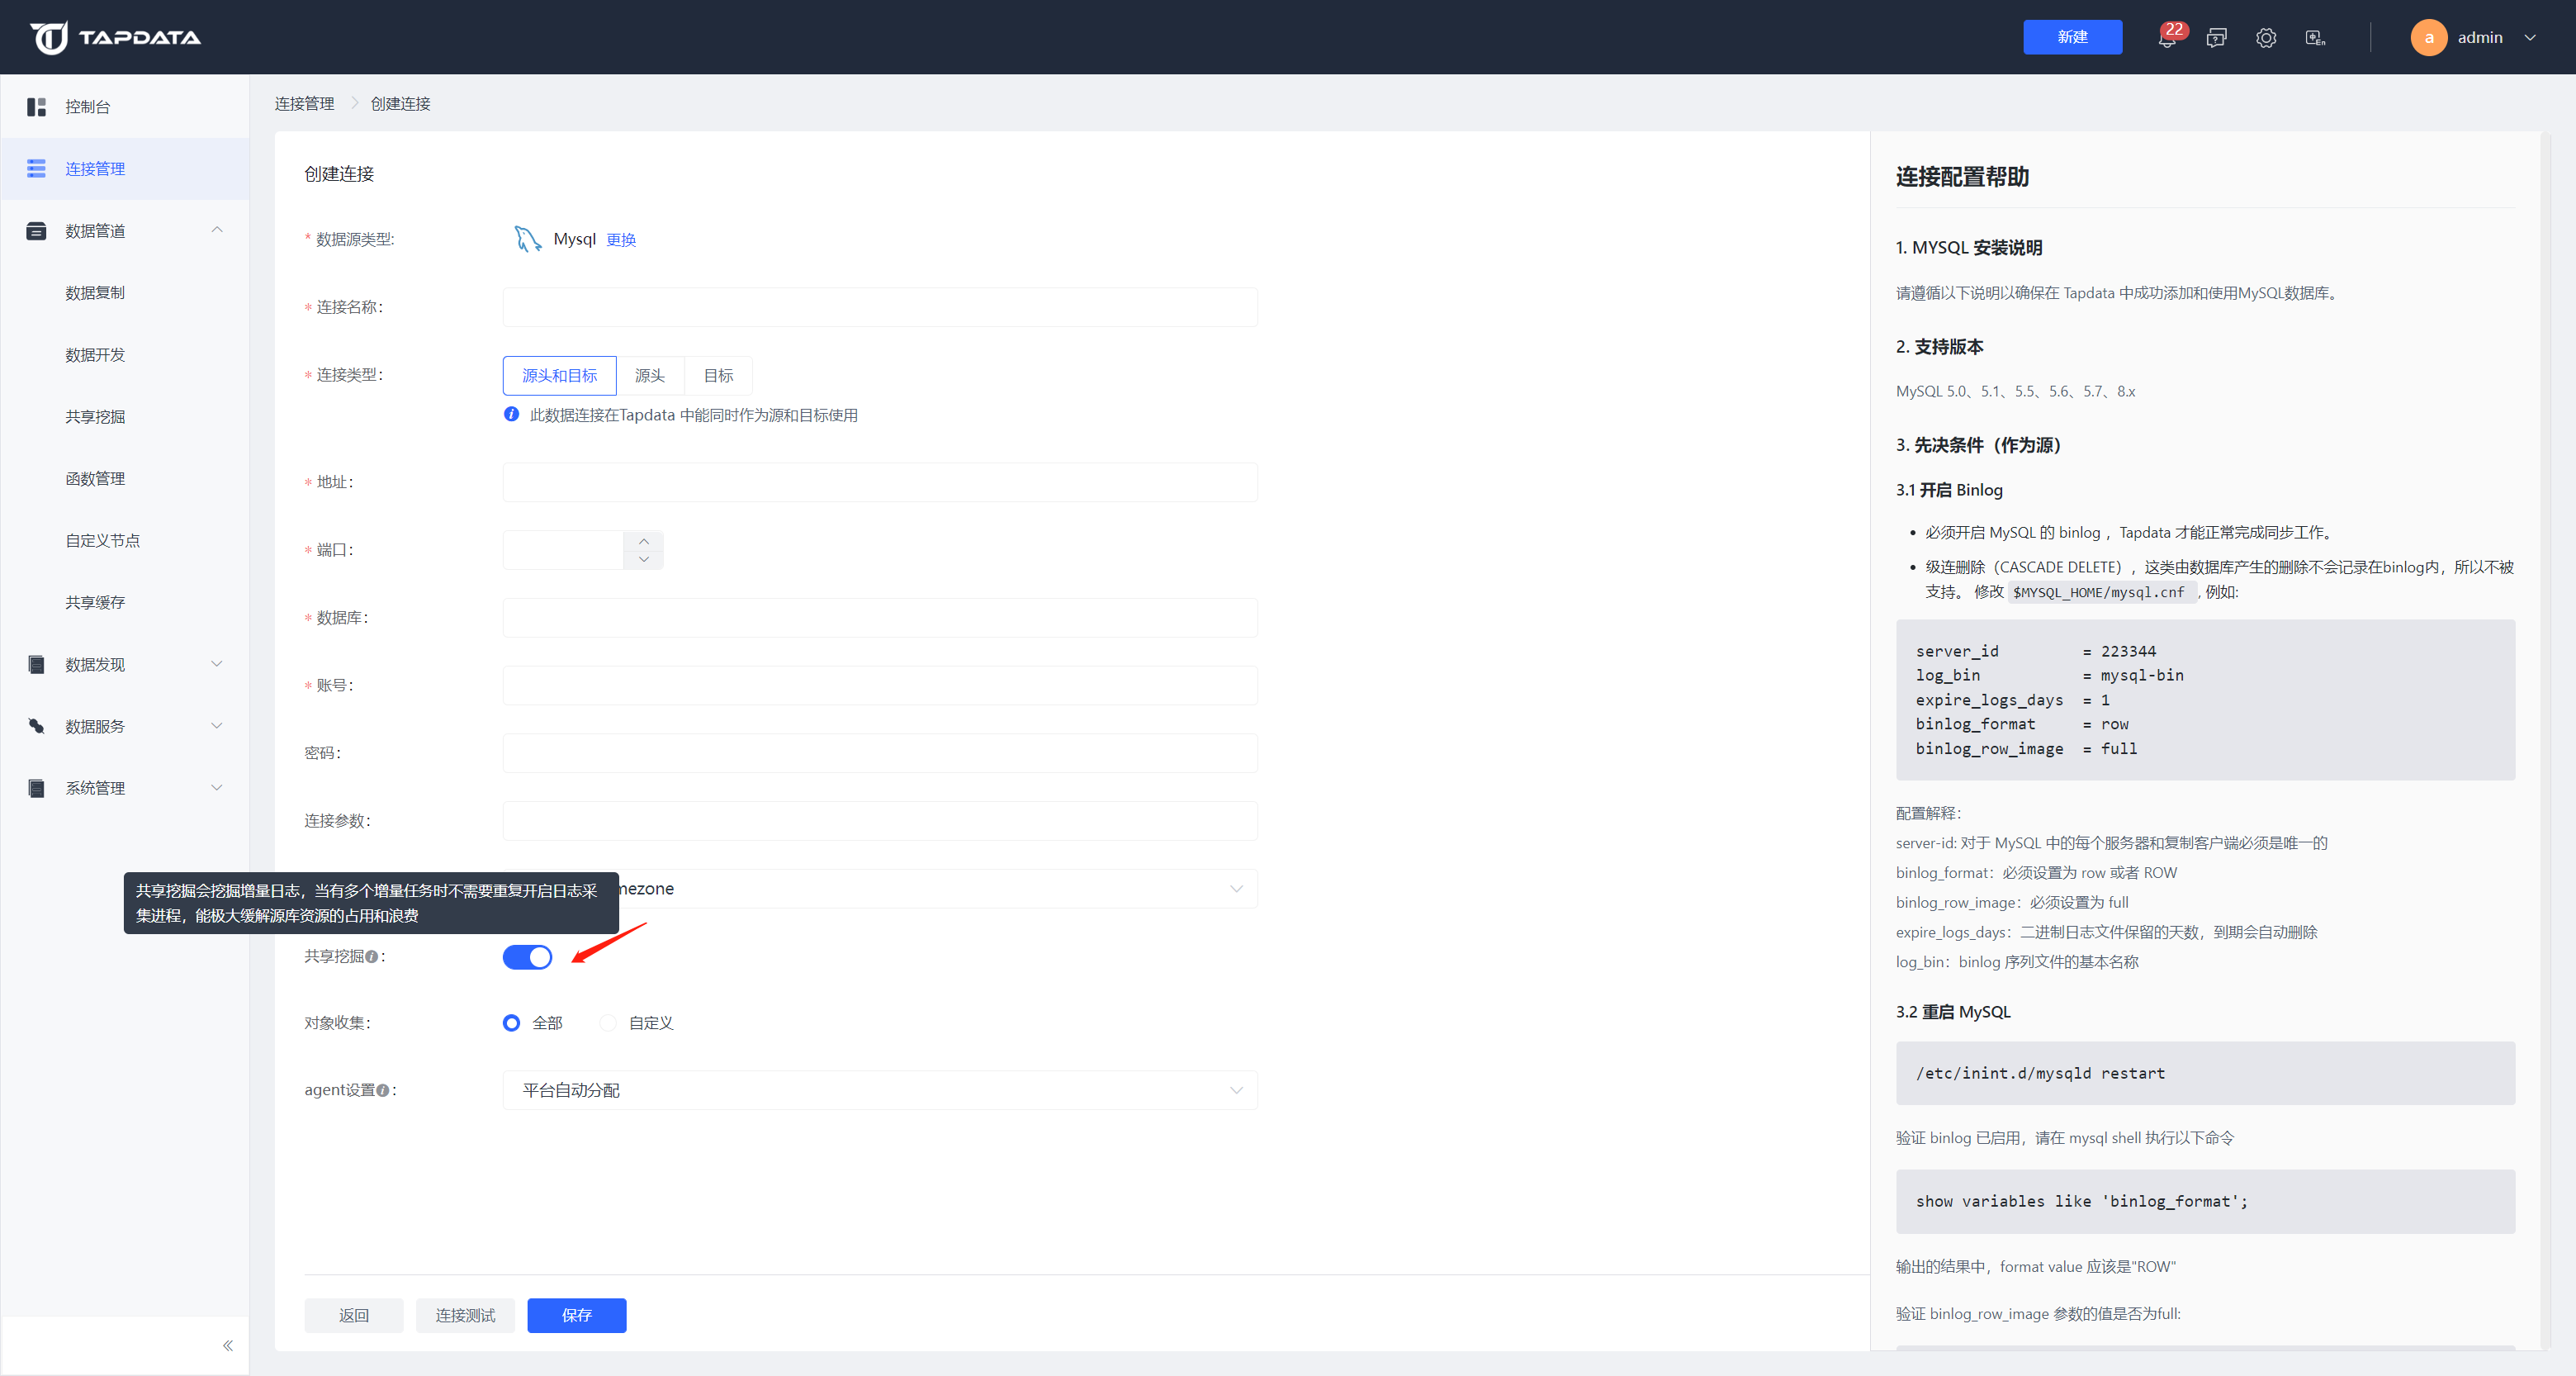 TAPDATA
新建
22
a
admin
控制台
连接管理
数据管道
数据复制
数据开发
共享挖掘
函数管理
自定义节点
共享缓存
数据发现
数据服务
系统管理
连接管理
创建连接
创建连接
* 数据源类型:
Mysql 更换
* 连接名称:
* 连接类型:
源头和目标 源头 目标
此数据连接在Tapdata 中能同时作为源和目标使用
* 地址:
* 端口:
* 数据库:
* 账号:
密码:
连接参数:
mezone
共享挖掘会挖掘增量日志，当有多个增量任务时不需要重复开启日志采
集进程，能极大缓解源库资源的占用和浪费
共享挖掘:
对象收集:
全部 自定义
agent设置:
平台自动分配
返回 连接测试 保存
连接配置帮助
1. MYSQL 安装说明
请遵循以下说明以确保在 Tapdata 中成功添加和使用MySQL数据库。
2. 支持版本
MySQL 5.0、5.1、5.5、5.6、5.7、8.x
3. 先决条件（作为源）
3.1 开启 Binlog
• 必须开启 MySQL 的 binlog ，Tapdata 才能正常完成同步工作。
• 级连删除（CASCADE DELETE），这类由数据库产生的删除不会记录在binlog内，所以不被
支持。 修改 $MYSQL_HOME/mysql.cnf , 例如:
server_id = 223344
log_bin = mysql-bin
expire_logs_days = 1
binlog_format = row
binlog_row_image = full
配置解释：
server-id: 对于 MySQL 中的每个服务器和复制客户端必须是唯一的
binlog_format：必须设置为 row 或者 ROW
binlog_row_image：必须设置为 full
expire_logs_days：二进制日志文件保留的天数，到期会自动删除
log_bin：binlog 序列文件的基本名称
3.2 重启 MySQL
/etc/inint.d/mysqld restart
验证 binlog 已启用，请在 mysql shell 执行以下命令
show variables like 'binlog_format';
输出的结果中，format value 应该是"ROW"
验证 binlog_row_image 参数的值是否为full: